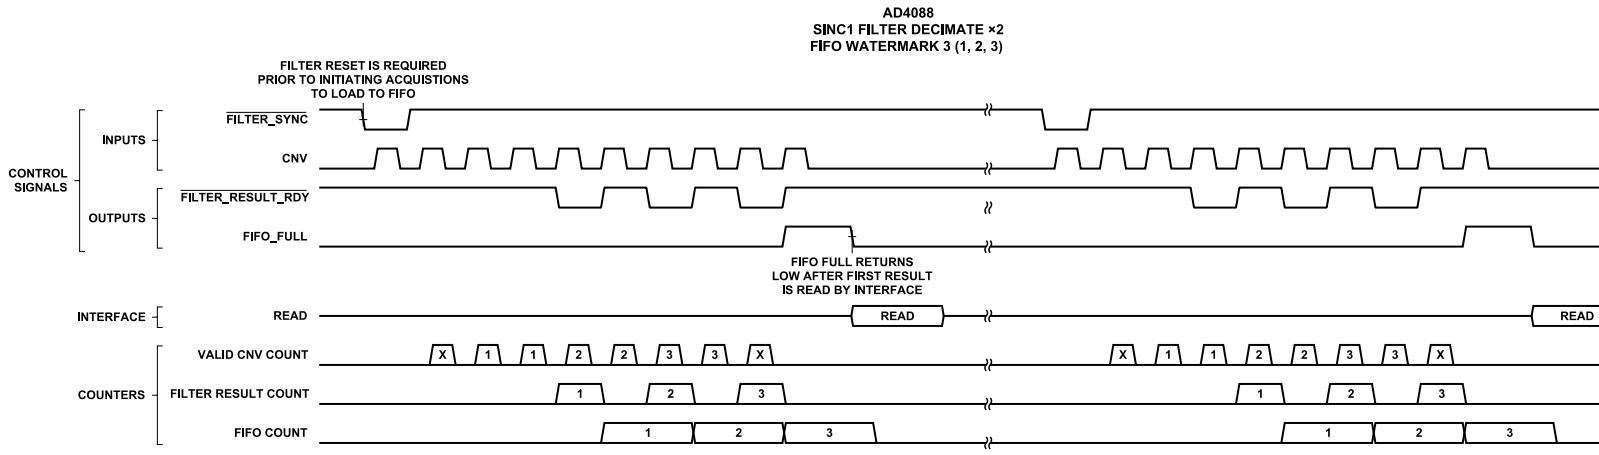 AD4088
SINC1 FILTER DECIMATE ×2
FIFO WATERMARK 3 (1, 2, 3)
FILTER RESET IS REQUIRED
PRIOR TO INITIATING ACQUISTIONS
TO LOAD TO FIFO
CONTROL
SIGNALS
INPUTS
FILTER_SYNC
CNV
OUTPUTS
FILTER_RESULT_RDY
FIFO_FULL
FIFO FULL RETURNS
LOW AFTER FIRST RESULT
IS READ BY INTERFACE
INTERFACE
READ
READ
READ
COUNTERS
VALID CNV COUNT
X 1 1 2 2 3 3 X
X 1 1 2 2 3 3 X
FILTER RESULT COUNT
1 2 3
1 2 3
FIFO COUNT
1 2 3
1 2 3